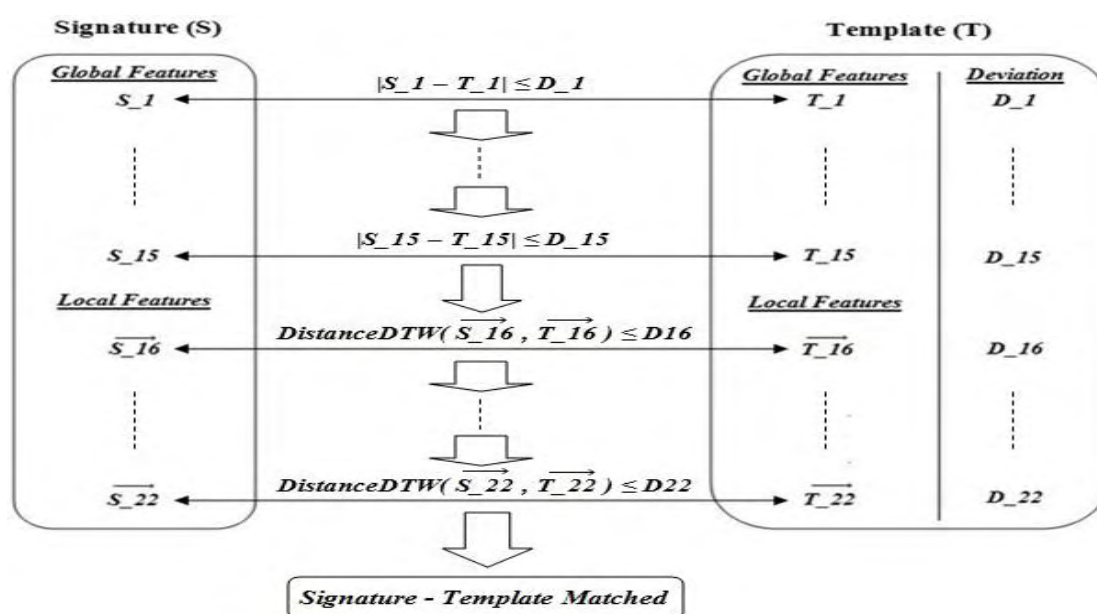 Signature (S)
Template (T)
Global Features
|S_1 – T_1| ≤ D_1
Global Features
Deviation
S_1
T_1
D_1
|S_15 – T_15| ≤ D_15
S_15
T_15
D_15
Local Features
Local Features
DistanceDTW( S_16 , T_16 ) ≤ D16
S_16
T_16
D_16
DistanceDTW( S_22 , T_22 ) ≤ D22
S_22
T_22
D_22
Signature - Template Matched